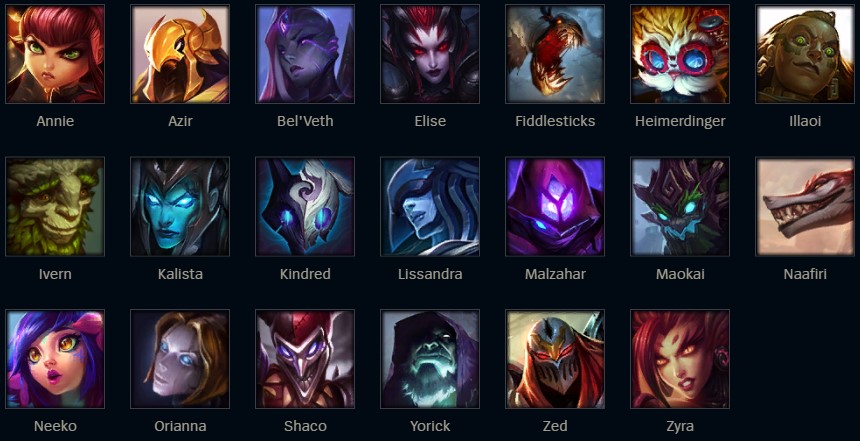 Annie
Azir
Bel'Veth
Elise
Fiddlesticks
Heimerdinger
Illaoi
Ivern
Kalista
Kindred
Lissandra
Malzahar
Maokai
Naafiri
Neeko
Orianna
Shaco
Yorick
Zed
Zyra